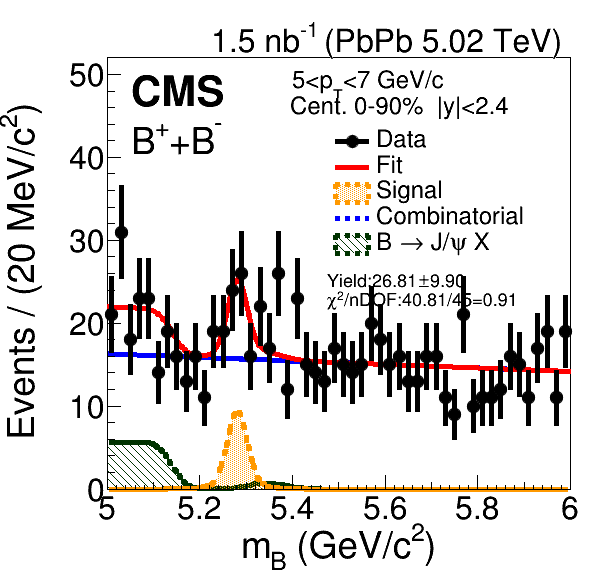 1.5 nb⁻¹ (PbPb 5.02 TeV)
CMS
B⁺+B⁻
5<p_T<7 GeV/c
Cent. 0-90% |y|<2.4
Data
Fit
Signal
Combinatorial
B → J/ψ X
Yield:26.81±9.90
χ²/nDOF:40.81/45=0.91
Events / (20 MeV/c²)
50
40
30
20
10
0
5 5.2 5.4 5.6 5.8 6
m_B (GeV/c²)